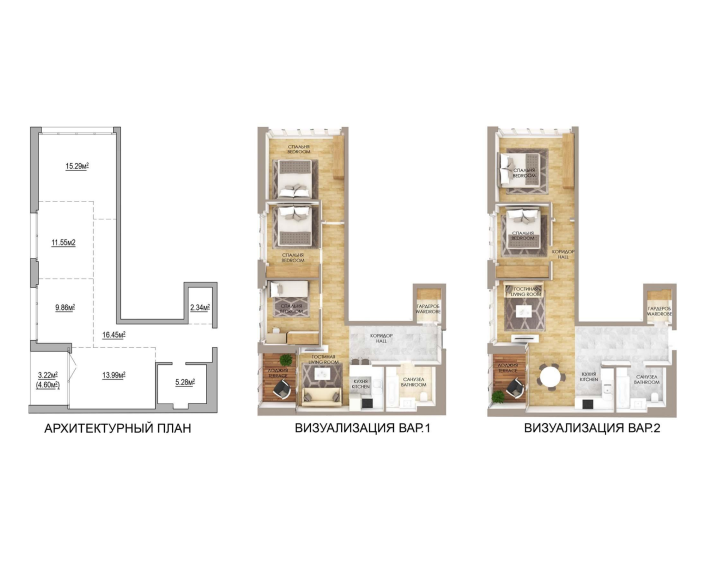 15.29м²
11.55м2
9.86м²
2.34м²
16.45м²
3.22м²
(4.60м²)
13.99м²
5.28м²
АРХИТЕКТУРНЫЙ ПЛАН
СПАЛЬНЯ
BEDROOM
СПАЛЬНЯ
BEDROOM
СПАЛЬНЯ
BEDROOM
ГАРДЕРОБ
WARDROBE
КОРИДОР
HALL
ЛОДЖИЯ
TERRACE
ГОСТИНАЯ
LIVING ROOM
КУХНЯ
KITCHEN
САНУЗЕЛ
BATHROOM
ВИЗУАЛИЗАЦИЯ ВАР.1
СПАЛЬНЯ
BEDROOM
СПАЛЬНЯ
BEDROOM
КОРИДОР
HALL
ГОСТИНАЯ
LIVING ROOM
ГАРДЕРОБ
WARDROBE
ЛОДЖИЯ
TERRACE
КУХНЯ
KITCHEN
САНУЗЕЛ
BATHROOM
ВИЗУАЛИЗАЦИЯ ВАР.2